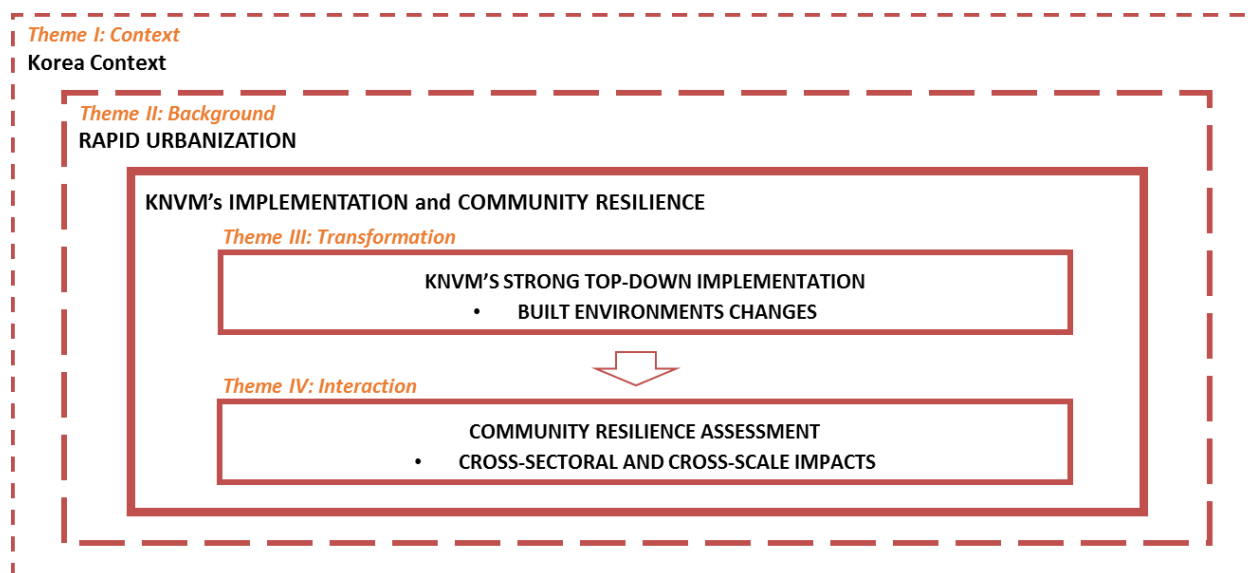 Theme I: Context
Korea Context
Theme II: Background
RAPID URBANIZATION
KNVM's IMPLEMENTATION and COMMUNITY RESILIENCE
Theme III: Transformation
KNVM'S STRONG TOP-DOWN IMPLEMENTATION
• BUILT ENVIRONMENTS CHANGES
Theme IV: Interaction
COMMUNITY RESILIENCE ASSESSMENT
• CROSS-SECTORAL AND CROSS-SCALE IMPACTS